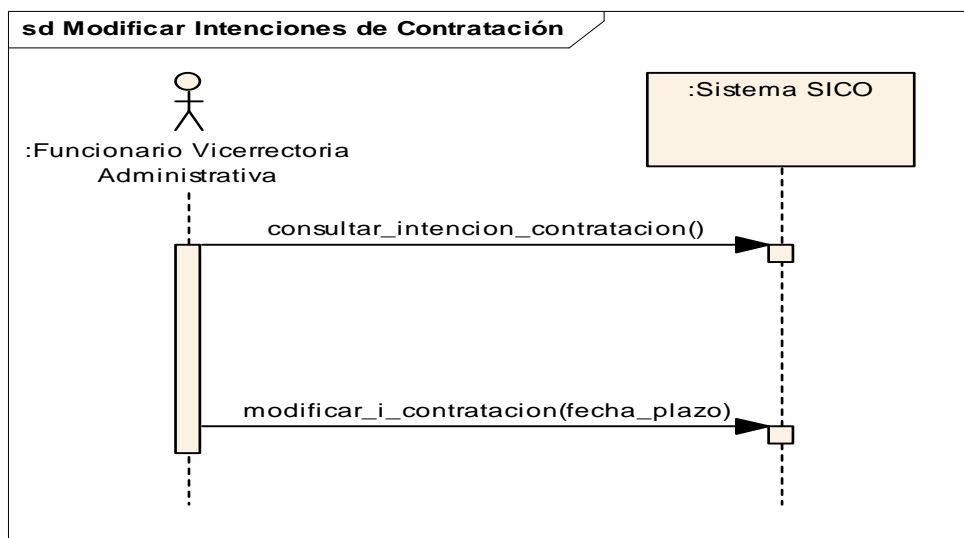 sd Modificar Intenciones de Contratación
:Sistema SICO
:Funcionario Vicerrectoria
Administrativa
consultar_intencion_contratacion()
modificar_i_contratacion(fecha_plazo)